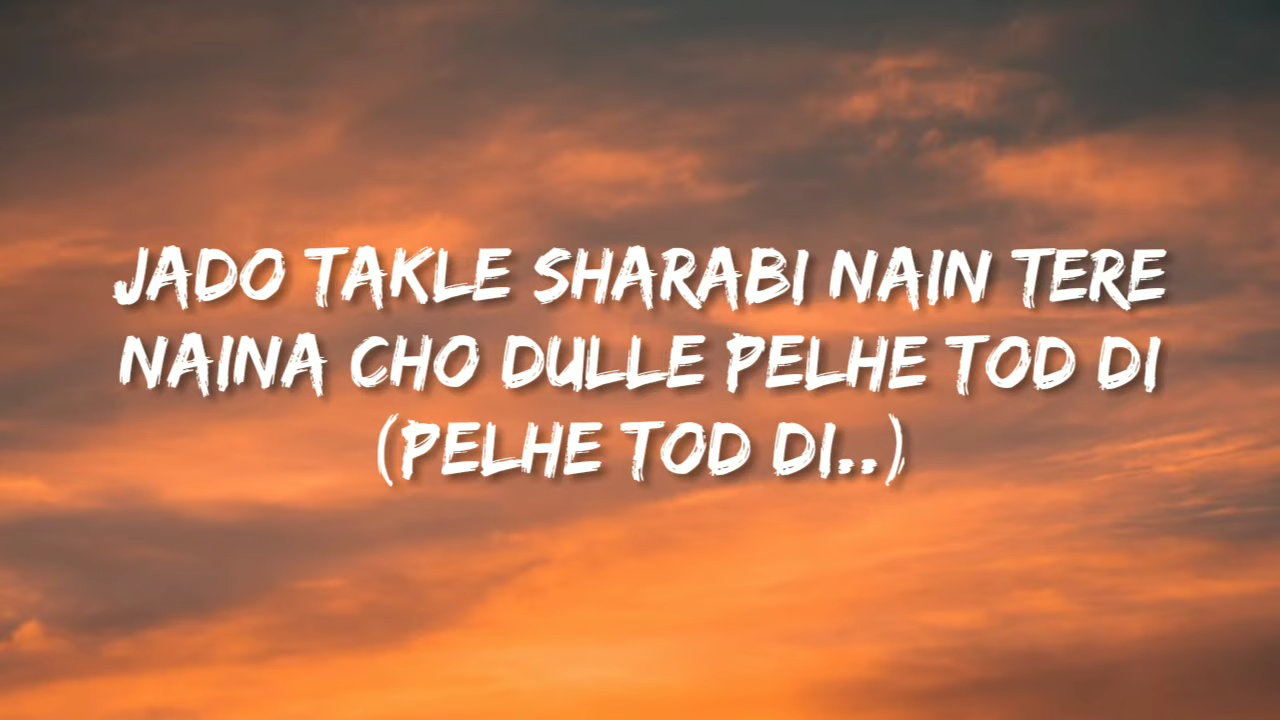 JADO TAKLE SHARABI NAIN TERE
NAINA CHO DULLE PELHE TOD DI
(PELHE TOD DI..)